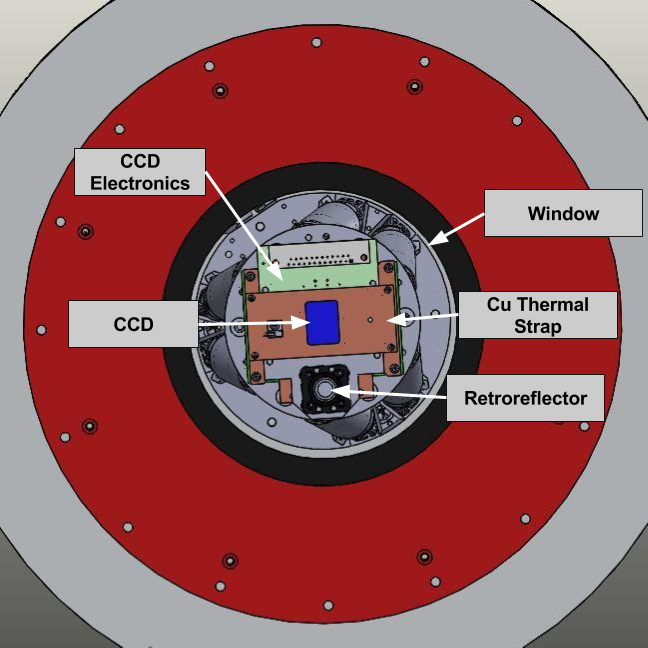 CCD
Electronics
Window
CCD
Cu Thermal
Strap
Retroreflector